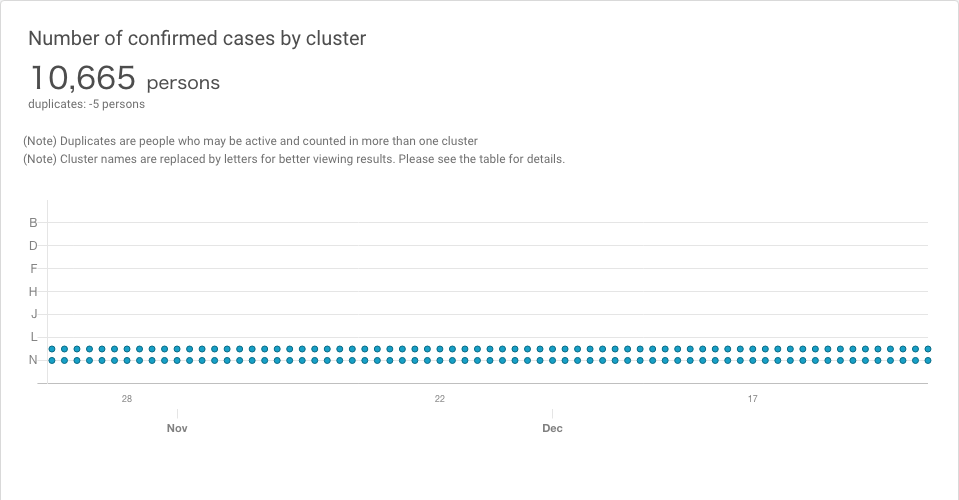 Number of confirmed cases by cluster
10,665 persons
duplicates: -5 persons
(Note) Duplicates are people who may be active and counted in more than one cluster
(Note) Cluster names are replaced by letters for better viewing results. Please see the table for details.
B
D
F
H
J
L
N
28 22 17
Nov Dec